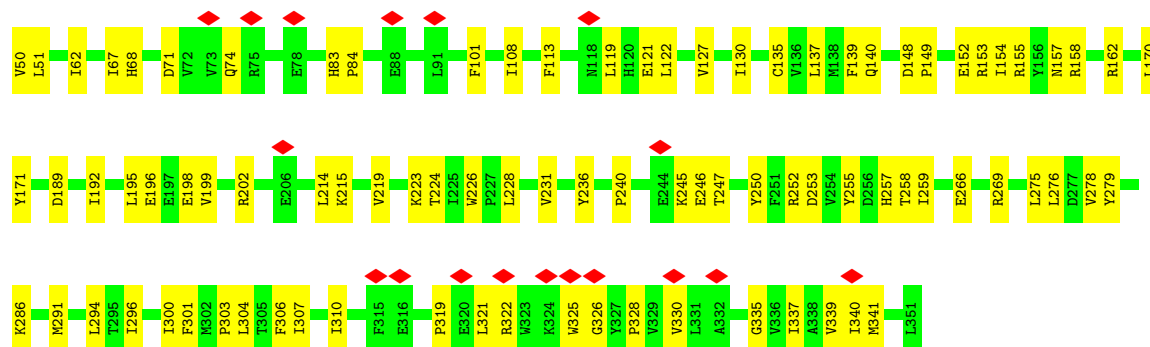 V50 L51 I62 I67 H68 D71 V72 V73 Q74 R75 E78 H83 P84 E88 L91 F101 I108 F113 N118 L119 H120 E121 L122 V127 I130 C135 V136 L137 M138 F139 Q140 D148 P149 E152 R153 I154 R155 Y156 N157 R158 R162 L170
Y171 D189 I192 L195 E196 E197 E198 V199 R202 E206 L214 K215 V219 K223 T224 I225 W226 P227 L228 V231 Y236 P240 E244 K245 E246 T247 Y250 F251 R252 D253 V254 Y255 D256 H257 T258 I259 E266 R269 L275 L276 D277 V278 Y279
K286 M291 L294 T295 I296 I300 F301 M302 P303 L304 T305 F306 I307 I310 F315 E316 P319 E320 L321 R322 W323 K324 W325 G326 Y327 P328 V329 V330 L331 A332 G335 V336 I337 A338 V339 I340 M341 L351